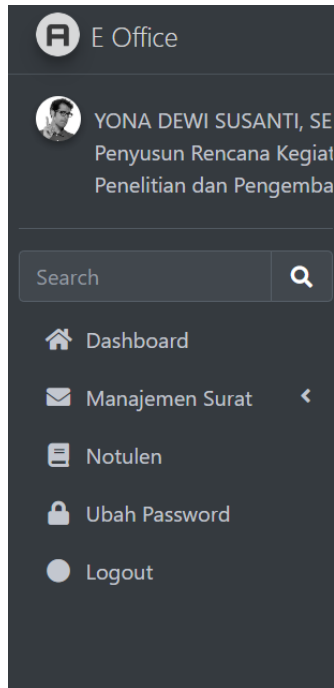 E Office
YONA DEWI SUSANTI, SE
Penyusun Rencana Kegiat
Penelitian dan Pengemba
Search
Dashboard
Manajemen Surat
Notulen
Ubah Password
Logout